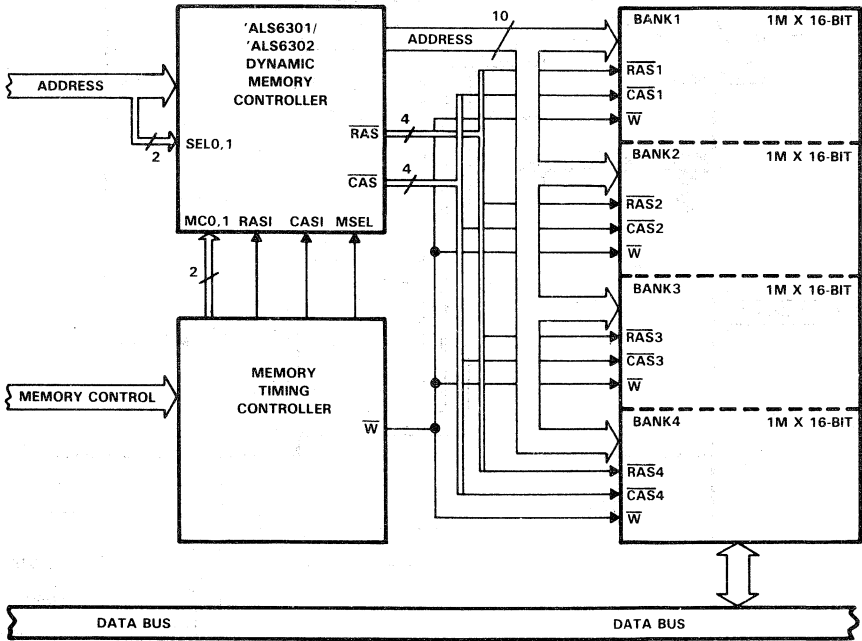 'ALS6301/
'ALS6302
DYNAMIC
MEMORY
CONTROLLER
ADDRESS
2
SEL0,1
RAS
4
CAS
4
MC0,1 RASI CASI MSEL
10
ADDRESS
2
MEMORY
TIMING
CONTROLLER
MEMORY CONTROL
W
BANK1 1M X 16-BIT
RAS1
CAS1
W
BANK2 1M X 16-BIT
RAS2
CAS2
W
BANK3 1M X 16-BIT
RAS3
CAS3
W
BANK4 1M X 16-BIT
RAS4
CAS4
W
DATA BUS DATA BUS